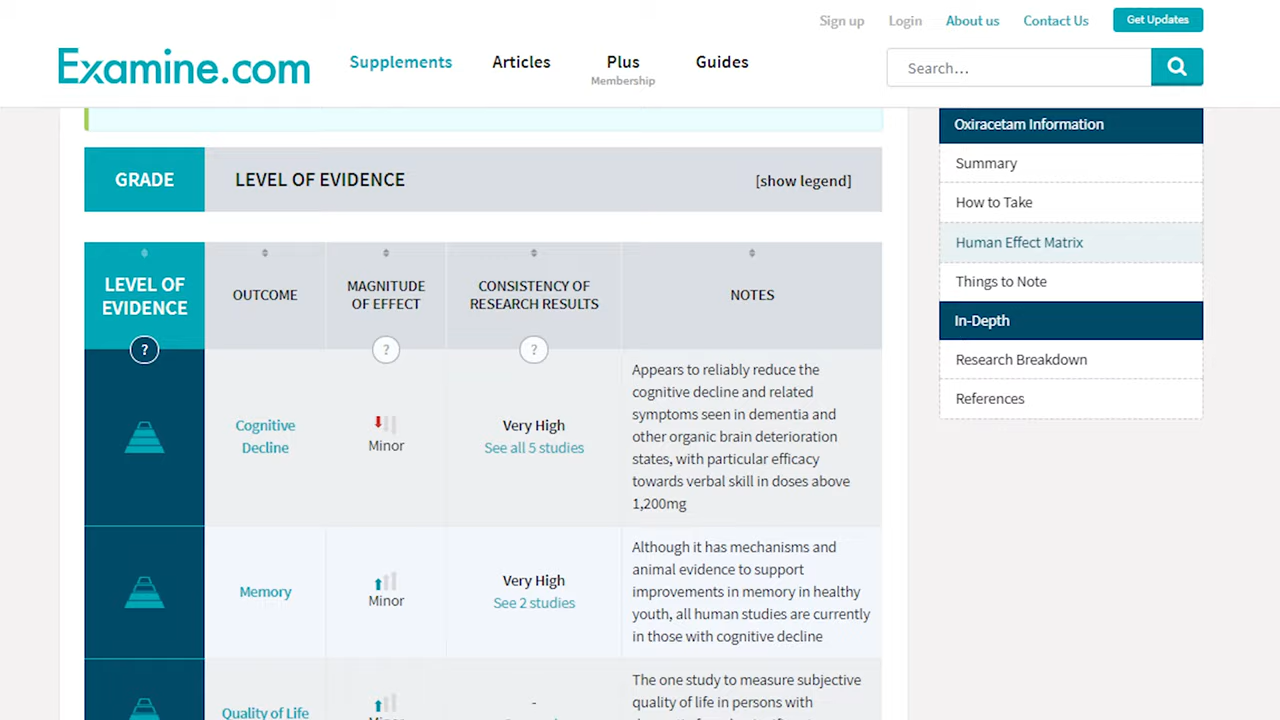 Sign up
Login
About us
Contact Us
Get Updates
Examine.com
Supplements
Articles
Plus
Membership
Guides
Search...
GRADE
LEVEL OF EVIDENCE
[show legend]
LEVEL OF
EVIDENCE
?
OUTCOME
MAGNITUDE
OF EFFECT
?
CONSISTENCY OF
RESEARCH RESULTS
?
NOTES
Cognitive
Decline
Minor
Very High
See all 5 studies
Appears to reliably reduce the
cognitive decline and related
symptoms seen in dementia and
other organic brain deterioration
states, with particular efficacy
towards verbal skill in doses above
1,200mg
Memory
Minor
Very High
See 2 studies
Although it has mechanisms and
animal evidence to support
improvements in memory in healthy
youth, all human studies are currently
in those with cognitive decline
Quality of Life
-
The one study to measure subjective
quality of life in persons with
Oxiracetam Information
Summary
How to Take
Human Effect Matrix
Things to Note
In-Depth
Research Breakdown
References